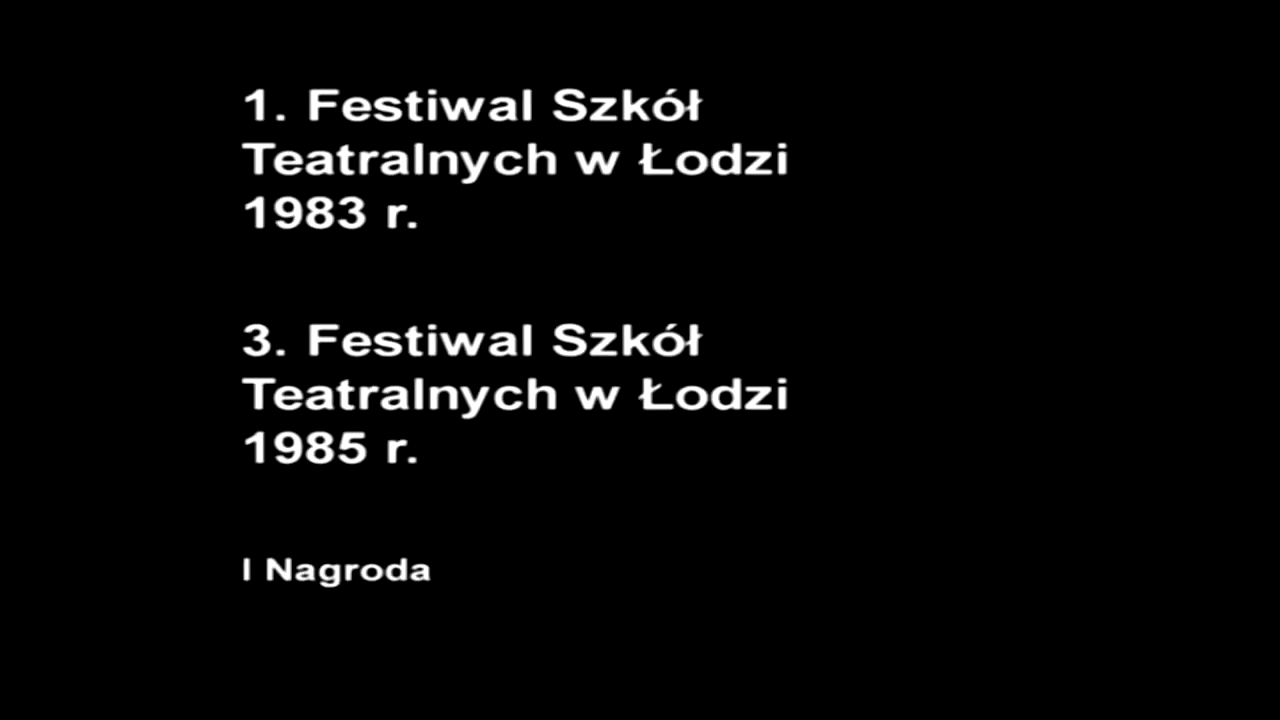 1. Festiwal Szkół
Teatralnych w Łodzi
1983 r.
3. Festiwal Szkół
Teatralnych w Łodzi
1985 r.
I Nagroda